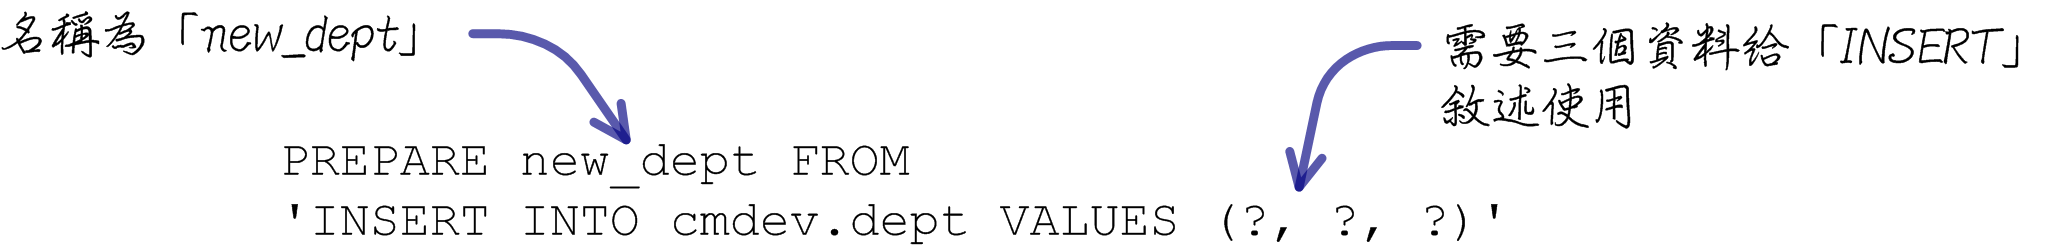 名稱為「new_dept」
需要三個資料给「INSERT」
敘述使用
PREPARE new_dept FROM
'INSERT INTO cmdev.dept VALUES (?, ?, ?)'